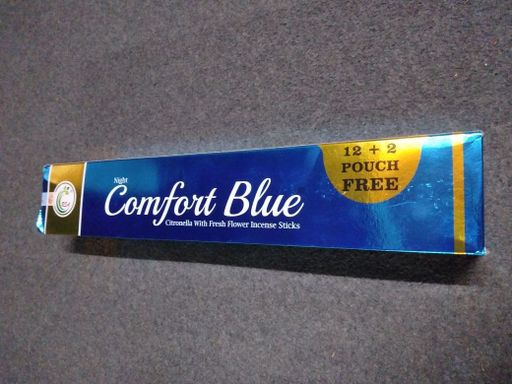 Night
Comfort Blue
Citronella With Fresh Flower Incense Sticks
12 + 2
POUCH
FREE